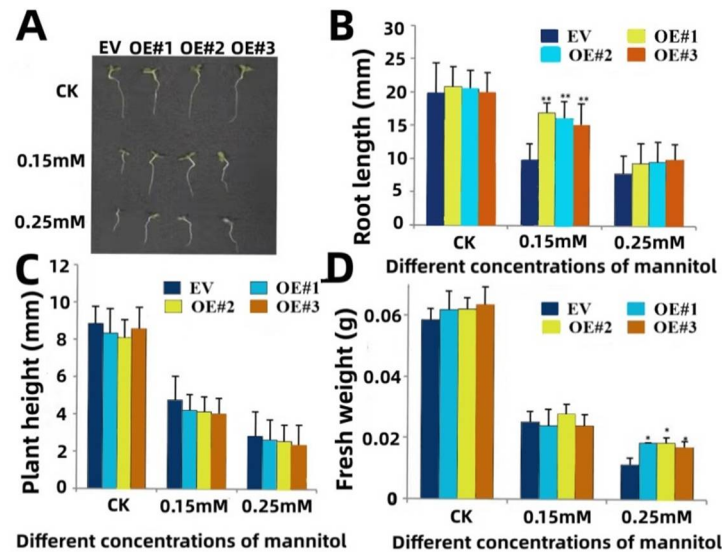 A
EV OE#1 OE#2 OE#3
CK
0.15mM
0.25mM
B
Root length (mm)
30
25
20
15
10
5
0
EV
OE#1
OE#2
OE#3
** ** **
CK 0.15mM 0.25mM
Different concentrations of mannitol
C
Plant height (mm)
12
10
8
6
4
2
0
EV
OE#1
OE#2
OE#3
CK 0.15mM 0.25mM
Different concentrations of mannitol
D
Fresh weight (g)
0.06
0.04
0.02
0
EV
OE#1
OE#2
OE#3
* * *
CK 0.15mM 0.25mM
Different concentrations of mannitol